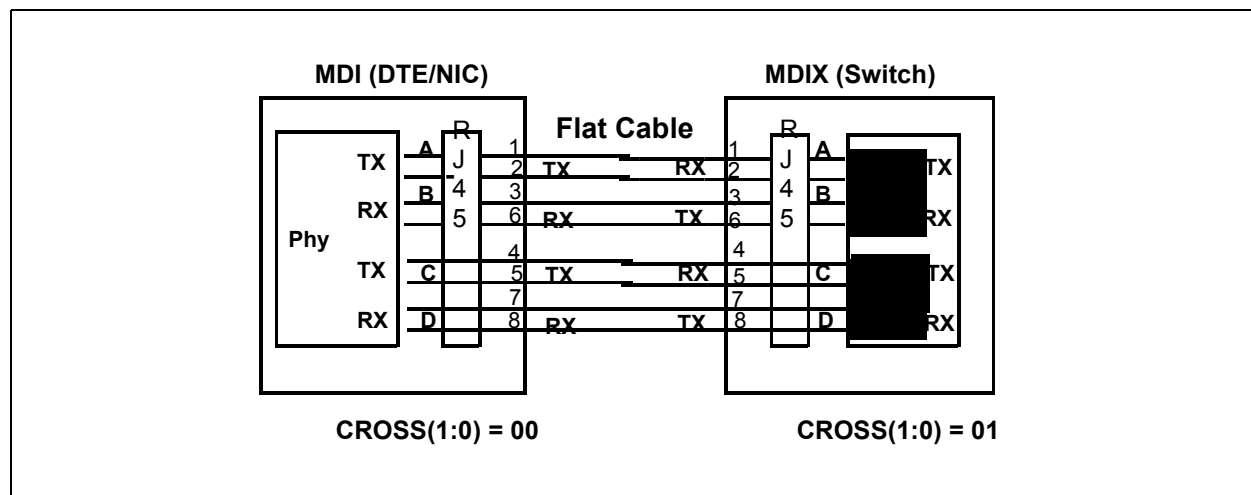 MDI (DTE/NIC)
MDIX (Switch)
Flat Cable
Phy
TX
RX
TX
RX
A
B
C
D
R
J
4
5
1
2
3
6
4
5
7
8
TX
RX
TX
RX
RX
TX
RX
TX
1
2
3
6
4
5
7
8
R
J
4
5
A
B
C
D
TX
RX
TX
RX
CROSS(1:0) = 00
CROSS(1:0) = 01